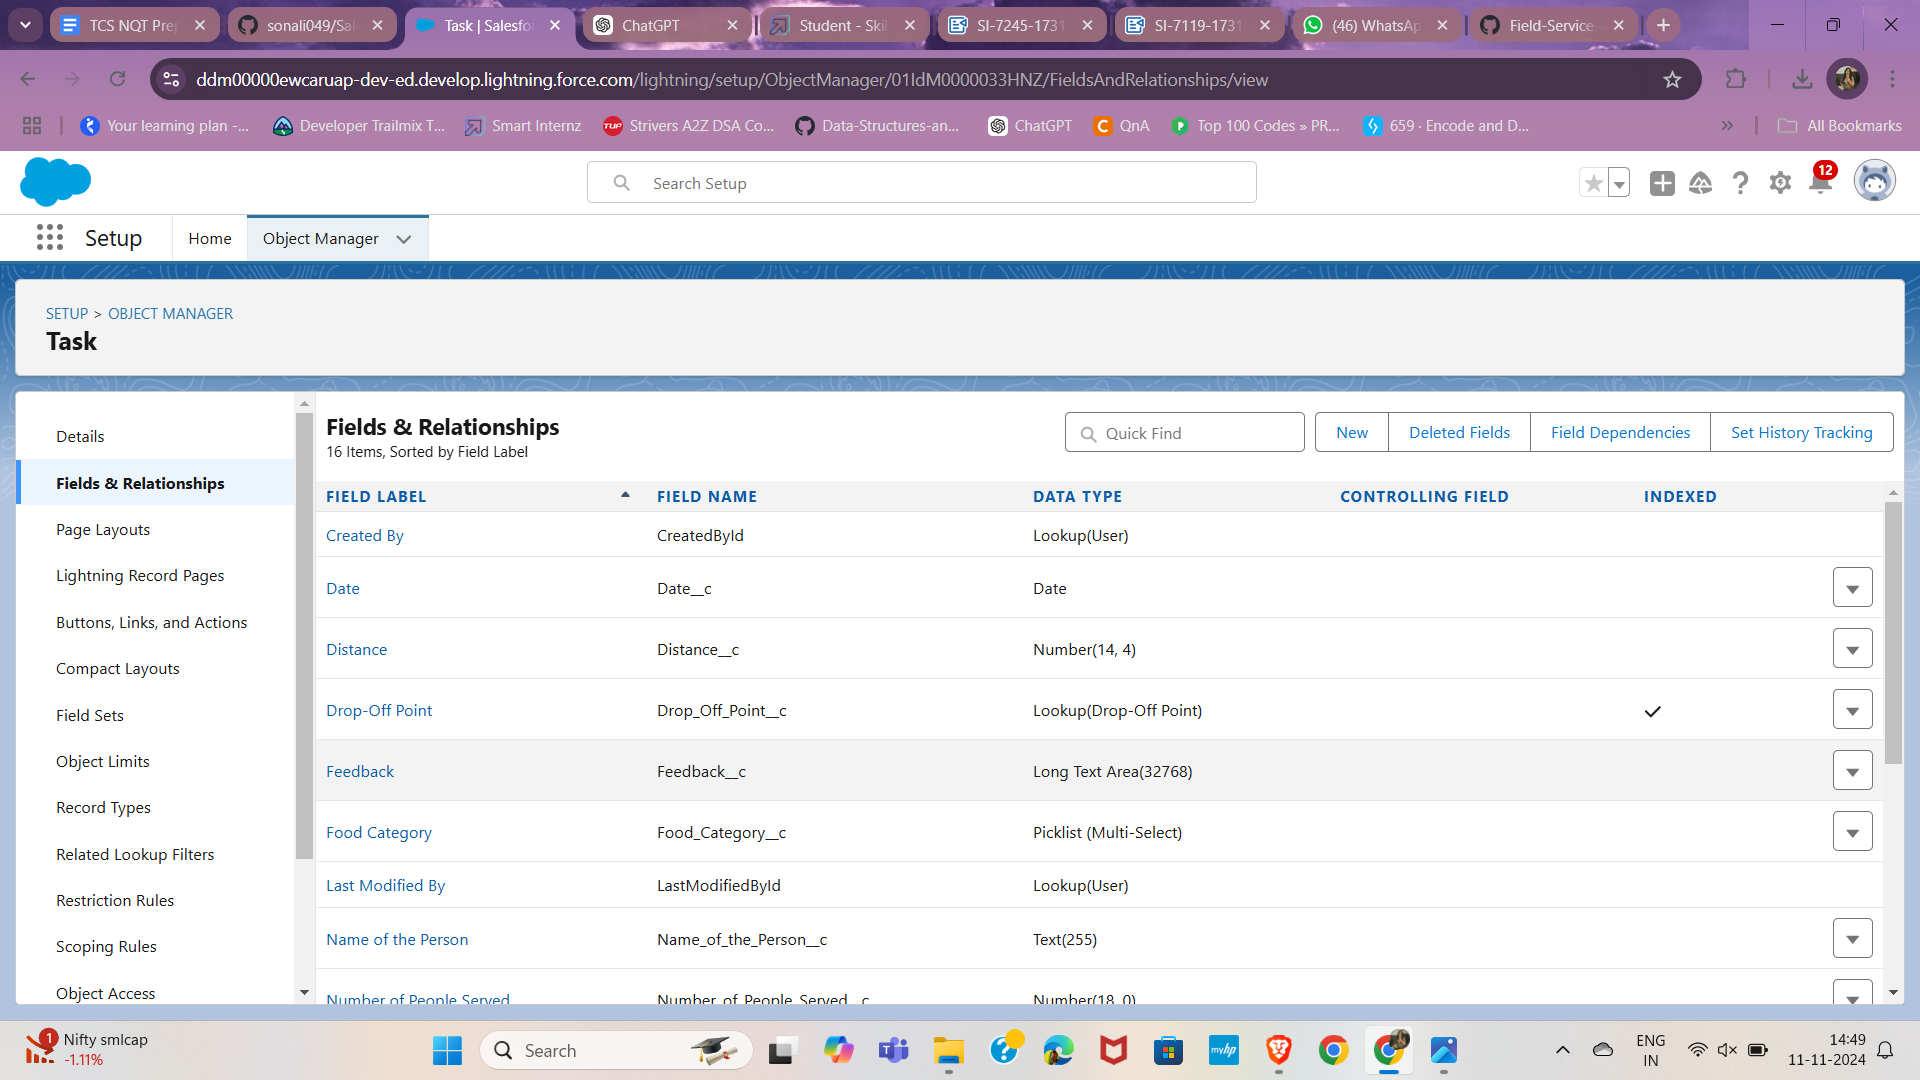 TCS NQT Prep
sonali049/Sal
Task | Salesfo
ChatGPT
Student - Skil
SI-7245-1731
SI-7119-1731
(46) WhatsAp
Field-Service-
ddm00000ewcaruap-dev-ed.develop.lightning.force.com/lightning/setup/ObjectManager/01IdM0000033HNZ/FieldsAndRelationships/view
Your learning plan -...
Developer Trailmix T...
Smart Internz
TUF
Strivers A2Z DSA Co...
Data-Structures-an...
ChatGPT
QnA
Top 100 Codes » PR...
659 · Encode and D...
All Bookmarks
Search Setup
12
Setup
Home
Object Manager
SETUP > OBJECT MANAGER
Task
Details
Fields & Relationships
Page Layouts
Lightning Record Pages
Buttons, Links, and Actions
Compact Layouts
Field Sets
Object Limits
Record Types
Related Lookup Filters
Restriction Rules
Scoping Rules
Object Access
Fields & Relationships
16 Items, Sorted by Field Label
Quick Find
New
Deleted Fields
Field Dependencies
Set History Tracking
FIELD LABEL FIELD NAME DATA TYPE CONTROLLING FIELD INDEXED
Created By CreatedById Lookup(User)
Date Date__c Date
Distance Distance__c Number(14, 4)
Drop-Off Point Drop_Off_Point__c Lookup(Drop-Off Point)
Feedback Feedback__c Long Text Area(32768)
Food Category Food_Category__c Picklist (Multi-Select)
Last Modified By LastModifiedById Lookup(User)
Name of the Person Name_of_the_Person__c Text(255)
Number of People Served Number_of_People_Served__c Number(18, 0)
1
Nifty smlcap
-1.11%
Search
myhp
ENG
IN
14:49
11-11-2024